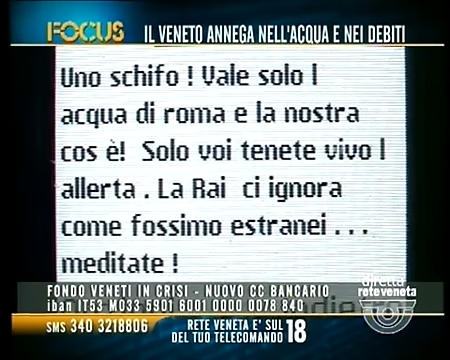 FOCUS IL VENETO ANNEGA NELL'ACQUA E NEI DEBITI
Uno schifo ! Vale solo l
acqua di roma e la nostra
cos è! Solo voi tenete vivo l
allerta . La Rai ci ignora
come fossimo estranei . . .
meditate !
diretta
reteveneta
FONDO VENETI IN CRISI - NUOVO CC BANCARIO
iban IT53 M033 5901 6001 0000 0078 840
SMS 340 3218806
RETE VENETA E' SUL
DEL TUO TELECOMANDO 18